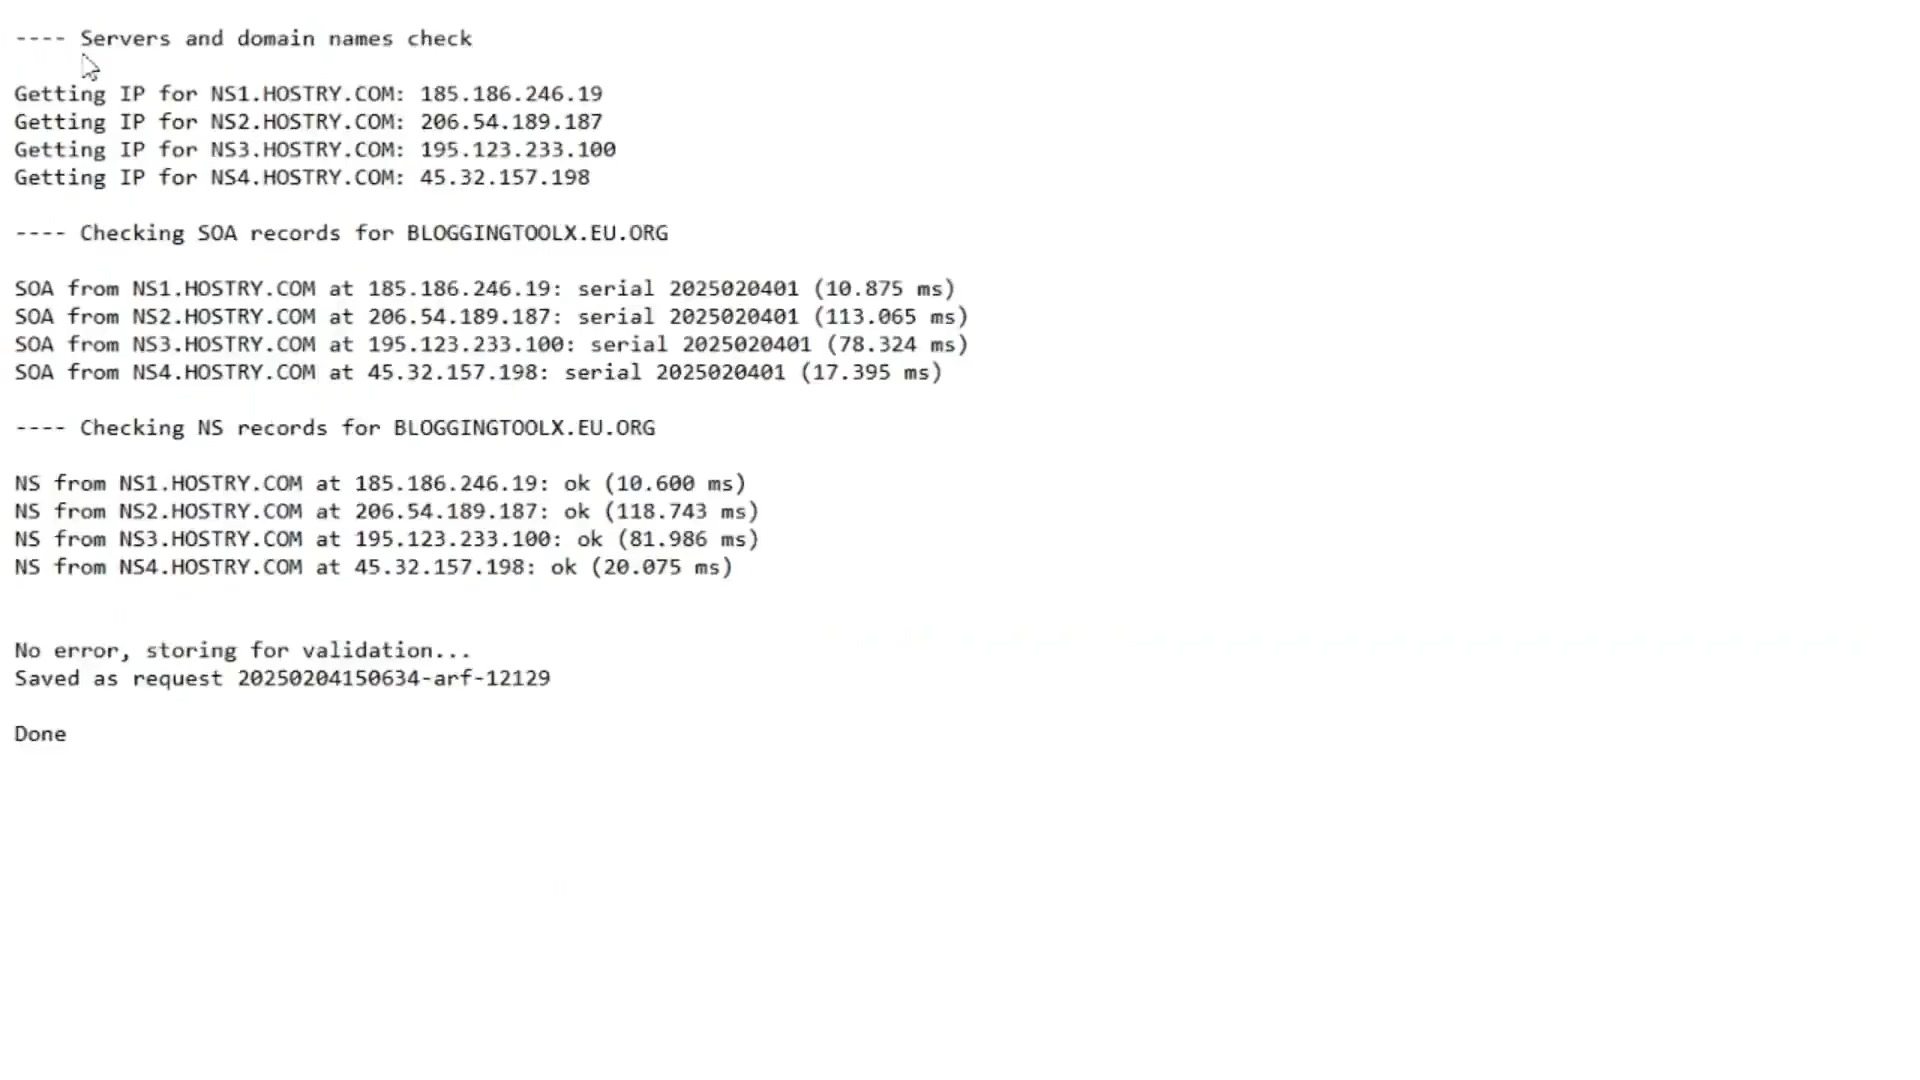 ---- Servers and domain names check
Getting IP for NS1.HOSTRY.COM: 185.186.246.19
Getting IP for NS2.HOSTRY.COM: 206.54.189.187
Getting IP for NS3.HOSTRY.COM: 195.123.233.100
Getting IP for NS4.HOSTRY.COM: 45.32.157.198
---- Checking SOA records for BLOGGINGTOOLX.EU.ORG
SOA from NS1.HOSTRY.COM at 185.186.246.19: serial 2025020401 (10.875 ms)
SOA from NS2.HOSTRY.COM at 206.54.189.187: serial 2025020401 (113.065 ms)
SOA from NS3.HOSTRY.COM at 195.123.233.100: serial 2025020401 (78.324 ms)
SOA from NS4.HOSTRY.COM at 45.32.157.198: serial 2025020401 (17.395 ms)
---- Checking NS records for BLOGGINGTOOLX.EU.ORG
NS from NS1.HOSTRY.COM at 185.186.246.19: ok (10.600 ms)
NS from NS2.HOSTRY.COM at 206.54.189.187: ok (118.743 ms)
NS from NS3.HOSTRY.COM at 195.123.233.100: ok (81.986 ms)
NS from NS4.HOSTRY.COM at 45.32.157.198: ok (20.075 ms)
No error, storing for validation...
Saved as request 20250204150634-arf-12129
Done